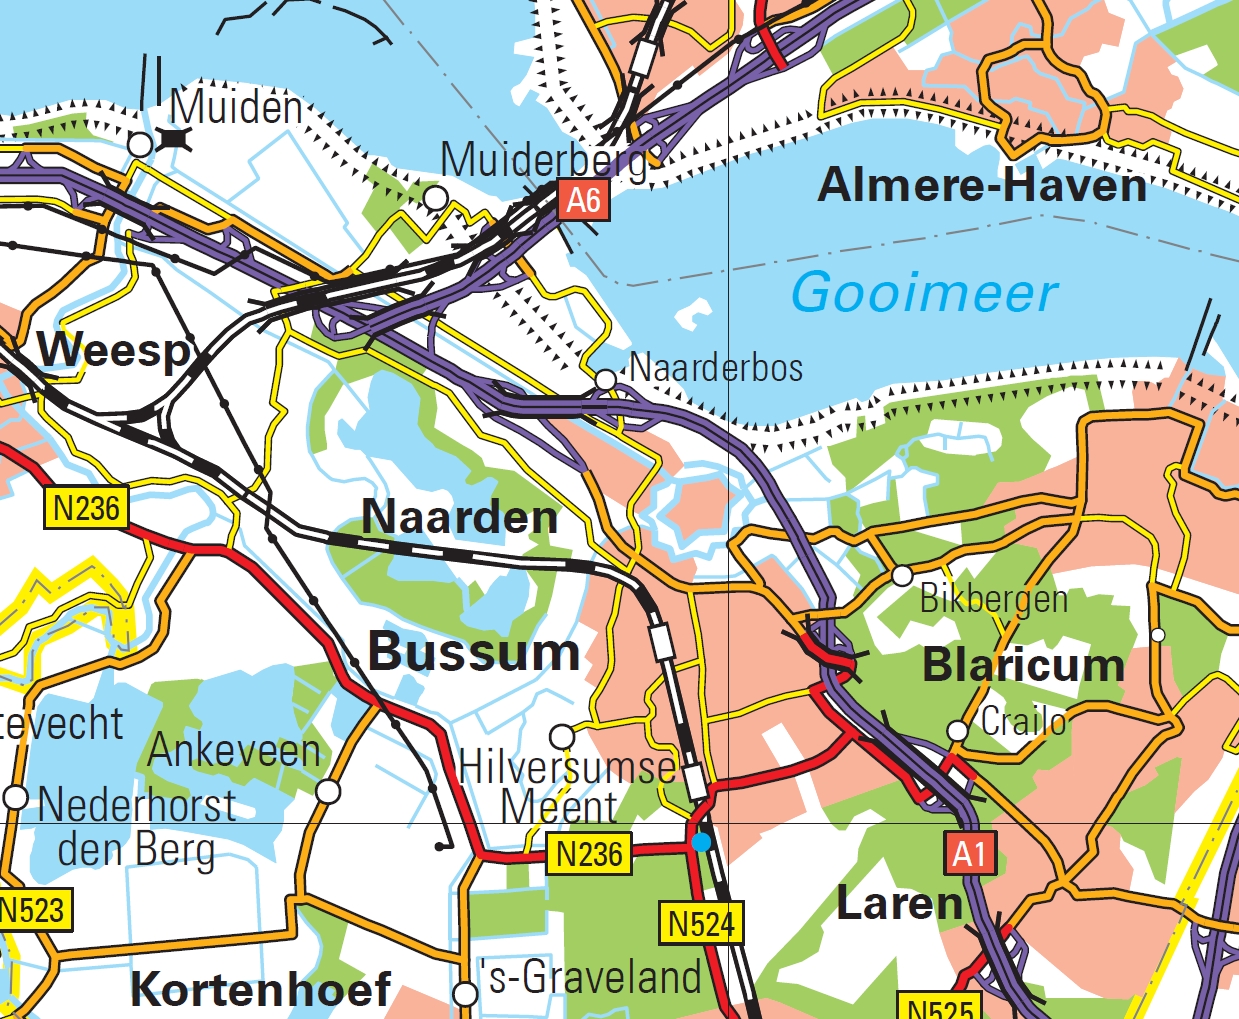 Muiden
Muiderberg
A6
Almere-Haven
Gooimeer
Weesp
Naarderbos
N236
Naarden
Bikbergen
Bussum
Blaricum
tevecht
Crailo
Ankeveen
Hilversumse
Meent
Nederhorst
den Berg
N236
A1
Laren
N523
N524
's-Graveland
Kortenhoef
N525